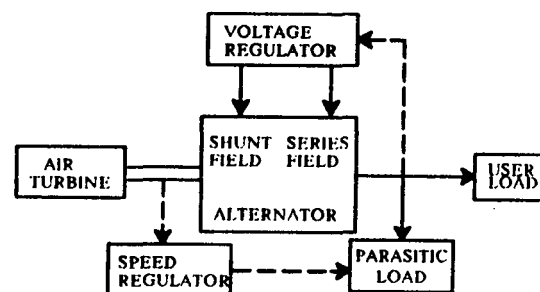 VOLTAGE
REGULATOR
SHUNT SERIES
FIELD FIELD
AIR
TURBINE
USER
LOAD
ALTERNATOR
SPEED
REGULATOR
PARASITIC
LOAD